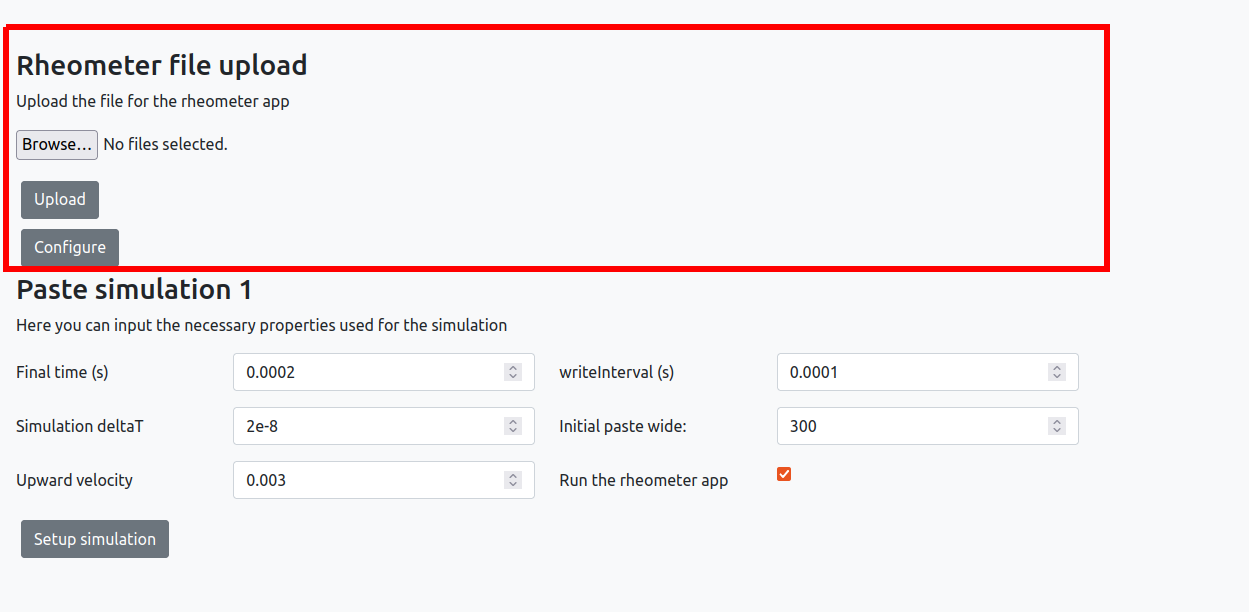 Rheometer file upload
Upload the file for the rheometer app
Browse... No files selected.
Upload
Configure
Paste simulation 1
Here you can input the necessary properties used for the simulation
Final time (s) 0.0002 writeInterval (s) 0.0001
Simulation deltaT 2e-8 Initial paste wide: 300
Upward velocity 0.003 Run the rheometer app
Setup simulation